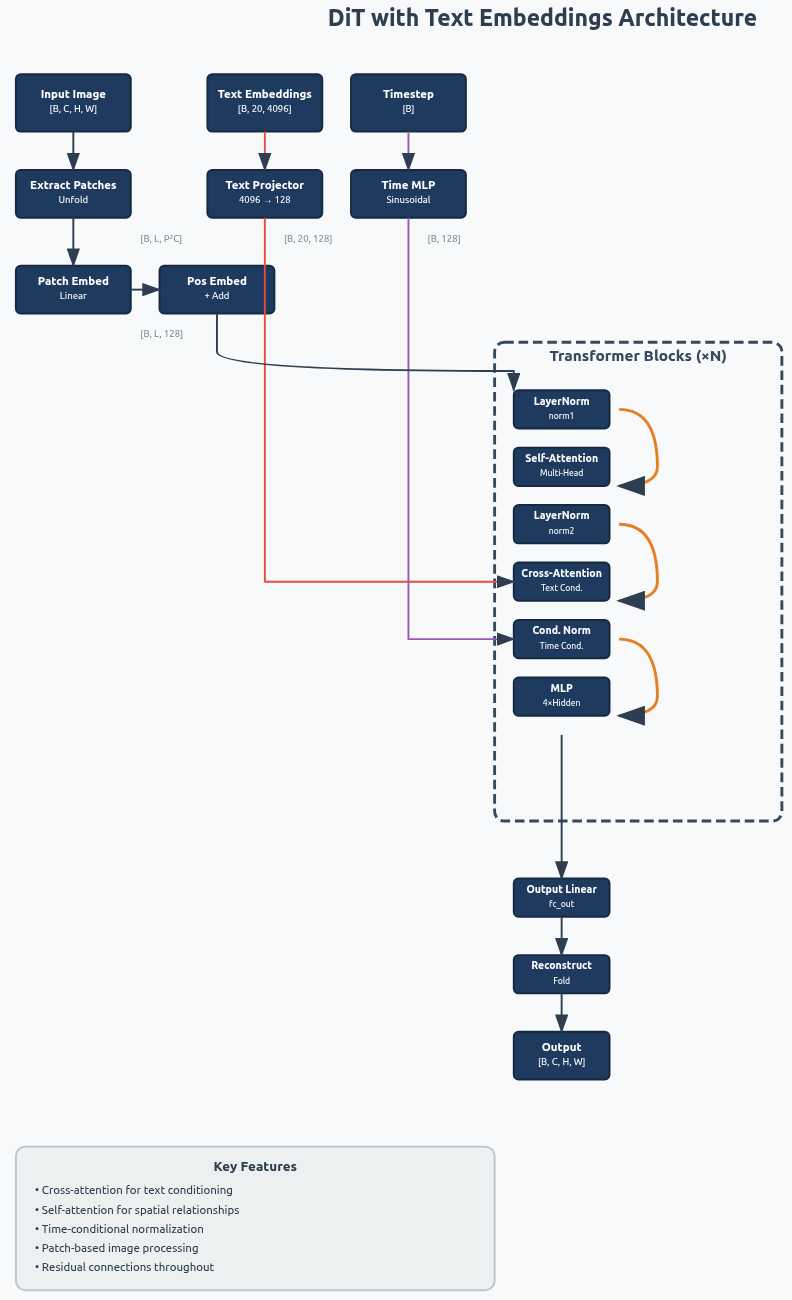 DiT with Text Embeddings Architecture
Input Image
[B, C, H, W]
Text Embeddings
[B, 20, 4096]
Timestep
[B]
Extract Patches
Unfold
Text Projector
4096 → 128
Time MLP
Sinusoidal
[B, L, P²C]
[B, 20, 128]
[B, 128]
Patch Embed
Linear
Pos Embed
+ Add
[B, L, 128]
Transformer Blocks (×N)
LayerNorm
norm1
Self-Attention
Multi-Head
LayerNorm
norm2
Cross-Attention
Text Cond.
Cond. Norm
Time Cond.
MLP
4×Hidden
Output Linear
fc_out
Reconstruct
Fold
Output
[B, C, H, W]
Key Features
• Cross-attention for text conditioning
• Self-attention for spatial relationships
• Time-conditional normalization
• Patch-based image processing
• Residual connections throughout